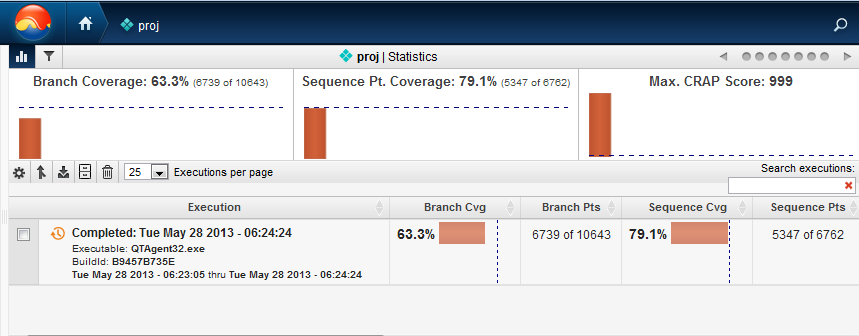 proj
proj | Statistics
Branch Coverage: 63.3% (6739 of 10643)
Sequence Pt. Coverage: 79.1% (5347 of 6762)
Max. CRAP Score: 999
25 Executions per page
Search executions:
Execution Branch Cvg Branch Pts Sequence Cvg Sequence Pts
Completed: Tue May 28 2013 - 06:24:24
63.3% 6739 of 10643 79.1% 5347 of 6762
Executable: QTAgent32.exe
BuildId: B9457B735E
Tue May 28 2013 - 06:23:05 thru Tue May 28 2013 - 06:24:24